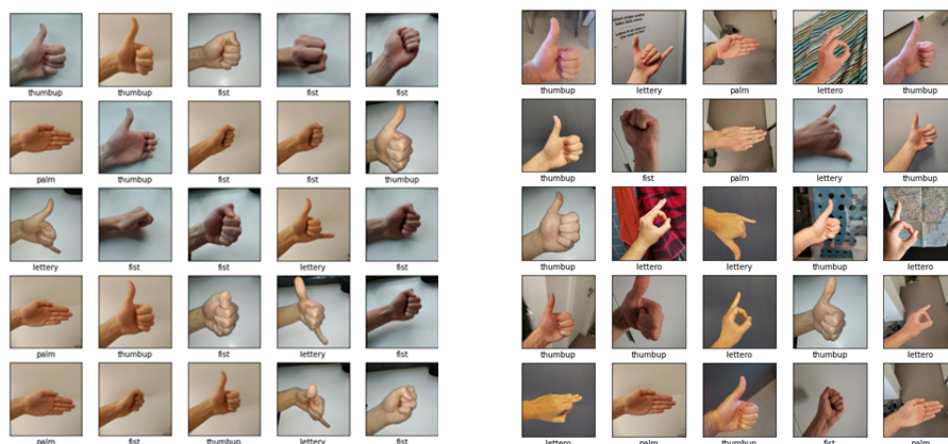 thumbup thumbup fist fist fist
palm thumbup fist fist thumbup
lettery fist fist lettery fist
palm thumbup fist lettery fist
palm fist thumbup lettery fist
thumbup lettery palm lettero thumbup
thumbup fist palm lettery thumbup
thumbup lettero lettery thumbup lettero
thumbup thumbup lettero thumbup lettero
lettero palm thumbup fist palm